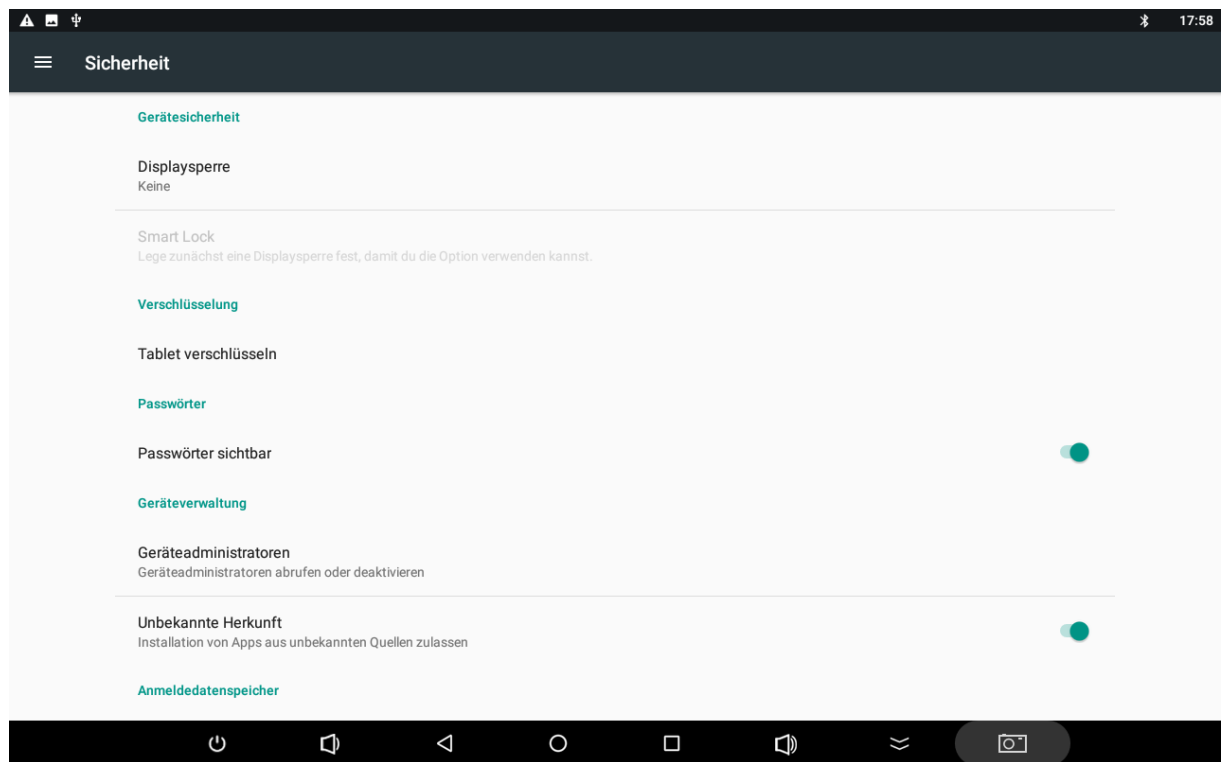 17:58
Sicherheit
Gerätesicherheit
Displaysperre
Keine
Smart Lock
Lege zunächst eine Displaysperre fest, damit du die Option verwenden kannst.
Verschlüsselung
Tablet verschlüsseln
Passwörter
Passwörter sichtbar
Geräteverwaltung
Geräteadministratoren
Geräteadministratoren abrufen oder deaktivieren
Unbekannte Herkunft
Installation von Apps aus unbekannten Quellen zulassen
Anmeldedatenspeicher